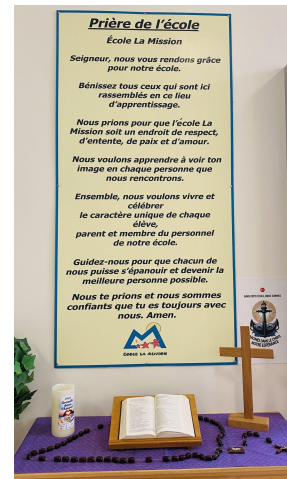 Prière de l'école
École La Mission
Seigneur, nous vous rendons grâce
pour notre école.
Bénissez tous ceux qui sont ici
rassemblés en ce lieu
d'apprentissage.
Nous prions pour que l'école La
Mission soit un endroit de respect,
d'entente, de paix et d'amour.
Nous voulons apprendre à voir ton
image en chaque personne que
nous rencontrons.
Ensemble, nous voulons vivre et
célébrer
le caractère unique de chaque
élève,
parent et membre du personnel
de notre école.
Guidez-nous pour que chacun de
nous puisse s'épanouir et devenir la
meilleure personne possible.
Nous te prions et nous sommes
confiants que tu es toujours avec
nous. Amen.
ÉCOLE LA MISSION